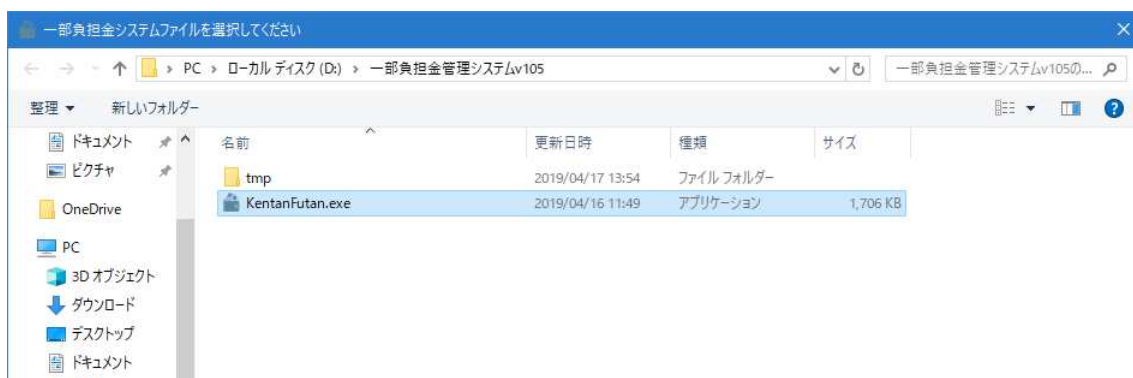 一部負担金システムファイルを選択してください
PC › ローカル ディスク (D:) › 一部負担金管理システムv105
一部負担金管理システムv105の...
整理 新しいフォルダー
名前 更新日時 種類 サイズ
ドキュメント
ピクチャ
OneDrive
PC
3D オブジェクト
ダウンロード
デスクトップ
ドキュメント
tmp 2019/04/17 13:54 ファイル フォルダー
KentanFutan.exe 2019/04/16 11:49 アプリケーション 1,706 KB